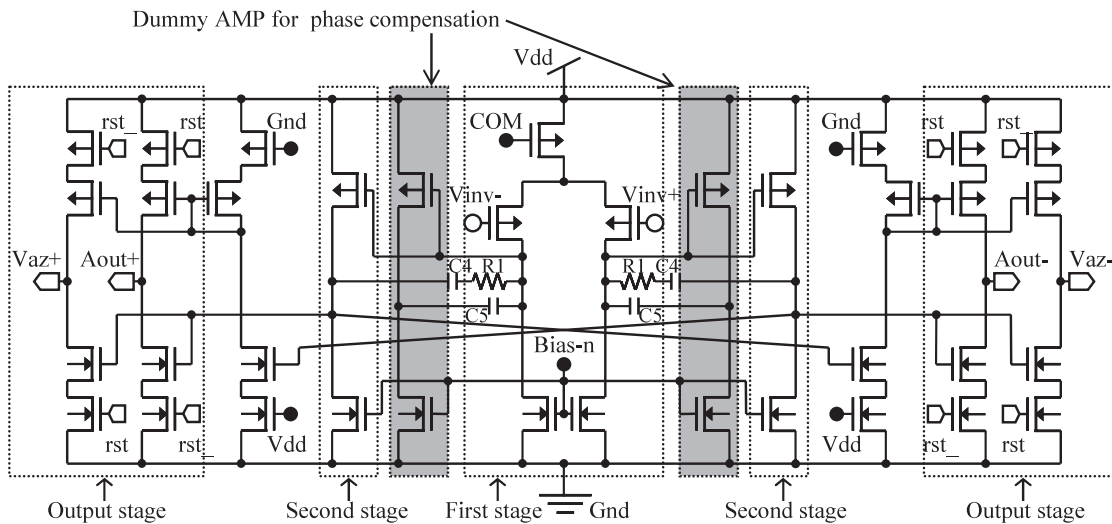 Dummy AMP for phase compensation
Vdd
rst_ rst Gnd COM Gnd rst rst_
Vinv- Vinv+
Vaz+ Aout+ C4 R1 R1 C4 Aout- Vaz-
C5 C5
Bias-n
rst rst_ Vdd Vdd rst_ rst
Output stage Second stage First stage Gnd Second stage Output stage